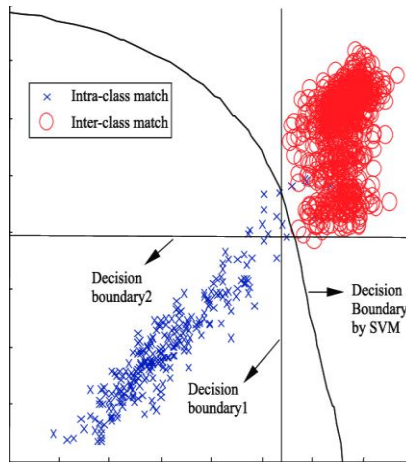 Intra-class match
Inter-class match
Decision
boundary2
Decision
Boundary
by SVM
Decision
boundary1